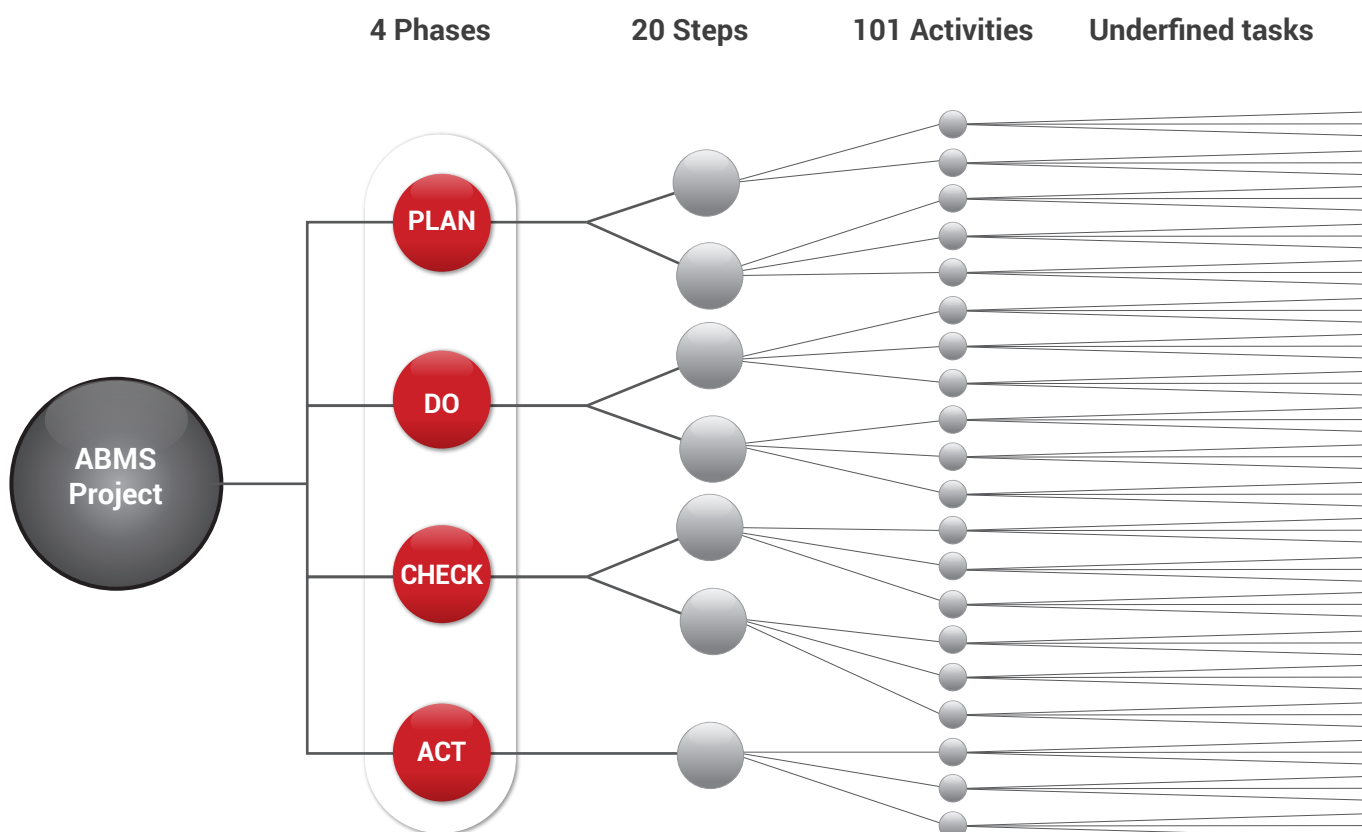 4 Phases
20 Steps
101 Activities
Underfined tasks
PLAN
DO
ABMS
Project
CHECK
ACT